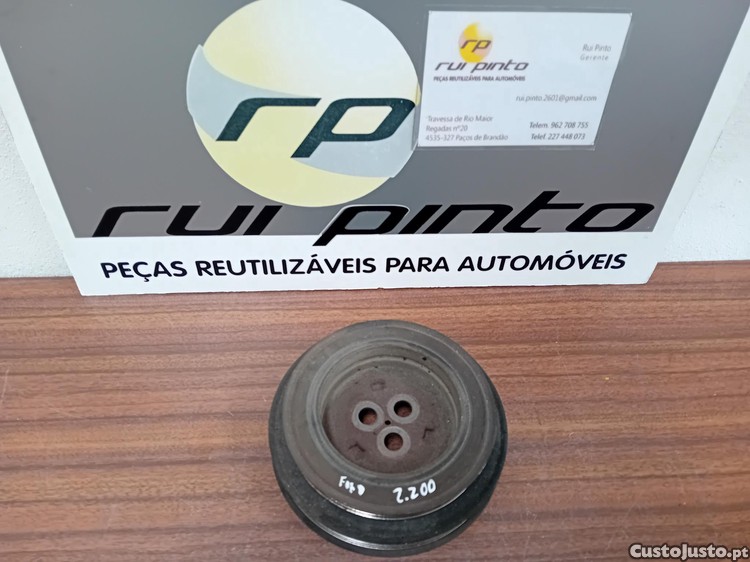 rp
rui pinto
PEÇAS REUTILIZÁVEIS PARA AUTOMÓVEIS
rp
rui pinto
PEÇAS REUTILIZÁVEIS PARA AUTOMÓVEIS
Rui Pinto
Gerente
rui.pinto.2601@gmail.com
Travessa de Rio Maior
Regadas nº20
4535-327 Paços de Brandão
Telem. 962 708 755
Telef. 227 448 073
Ford 2.200
CustoJusto.pt